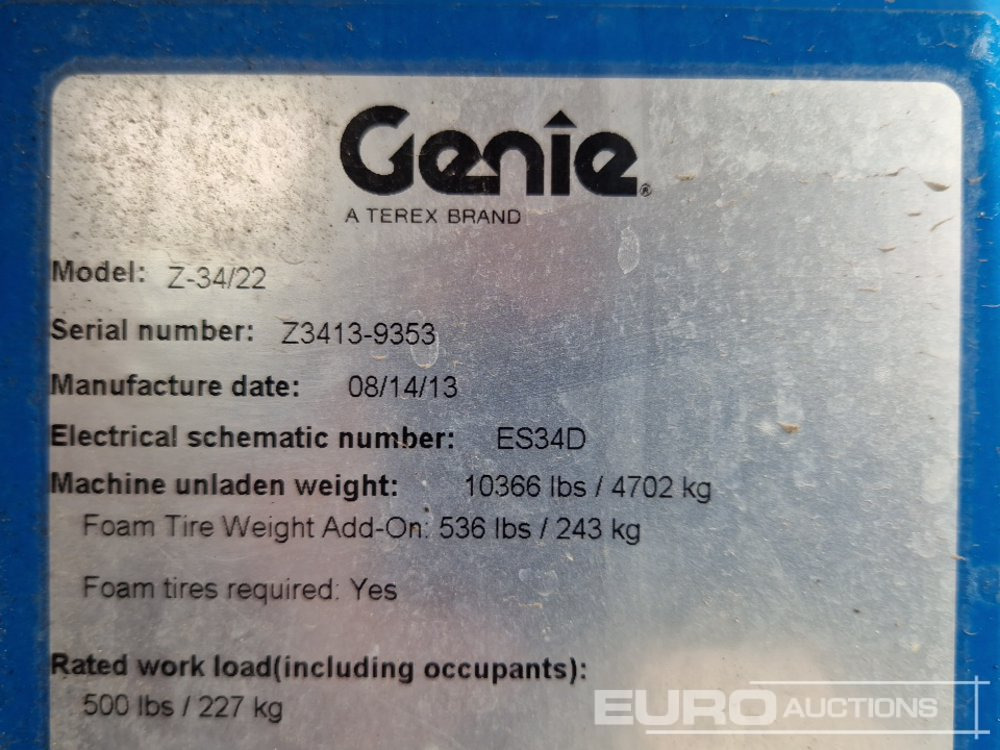 Genie®
A TEREX BRAND
Model: Z-34/22
Serial number: Z3413-9353
Manufacture date: 08/14/13
Electrical schematic number: ES34D
Machine unladen weight: 10366 lbs / 4702 kg
Foam Tire Weight Add-On: 536 lbs / 243 kg
Foam tires required: Yes
Rated work load(including occupants):
500 lbs / 227 kg
EURO AUCTIONS